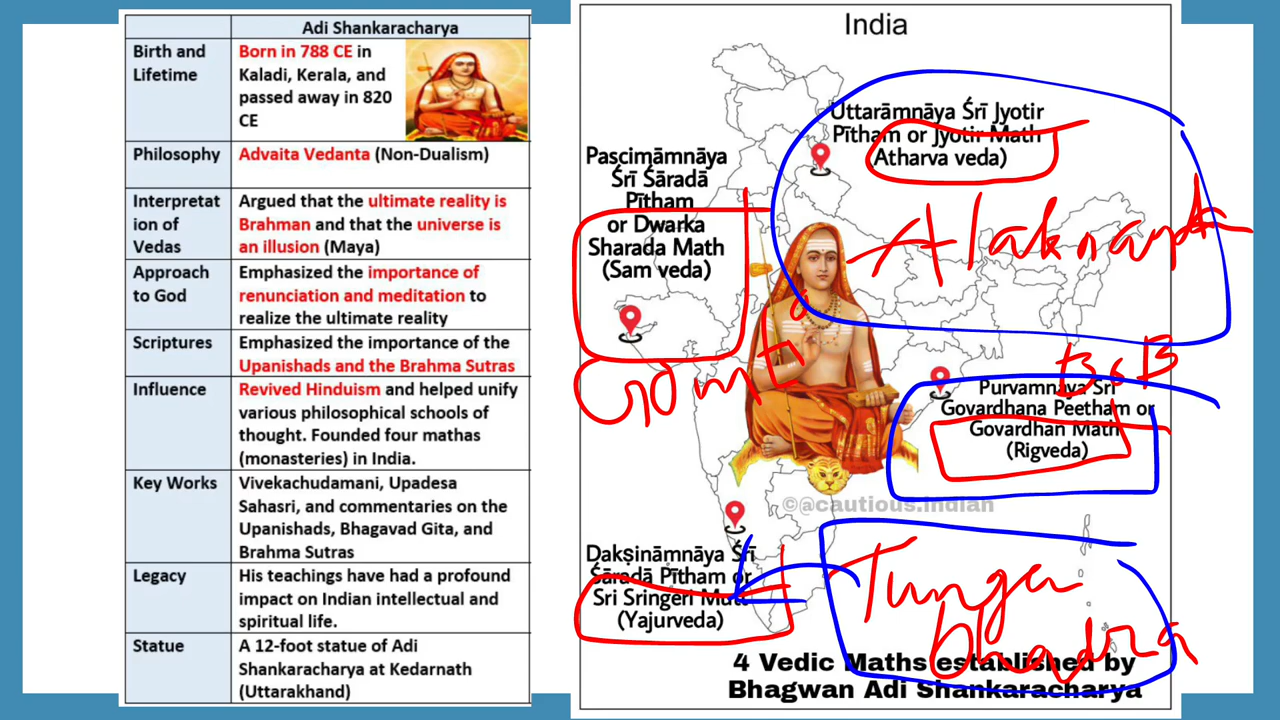 Adi Shankaracharya
Birth and
Lifetime
Born in 788 CE in
Kaladi, Kerala, and
passed away in 820
CE
Philosophy
Advaita Vedanta (Non-Dualism)
Interpretat
ion of
Vedas
Argued that the ultimate reality is
Brahman and that the universe is
an illusion (Maya)
Approach
to God
Emphasized the importance of
renunciation and meditation to
realize the ultimate reality
Scriptures
Emphasized the importance of the
Upanishads and the Brahma Sutras
Influence
Revived Hinduism and helped unify
various philosophical schools of
thought. Founded four mathas
(monasteries) in India.
Key Works
Vivekachudamani, Upadesa
Sahasri, and commentaries on the
Upanishads, Bhagavad Gita, and
Brahma Sutras
Legacy
His teachings have had a profound
impact on Indian intellectual and
spiritual life.
Statue
A 12-foot statue of Adi
Shankaracharya at Kedarnath
(Uttarakhand)
India
Uttarāmnāya Śrī Jyotir
Pīṭham or Jyotir Math
Atharva veda)
Alaknanda
Pascimāmnāya
Śrī Śāradā
Pīṭham
or Dwarka
Sharada Math
(Sam veda)
Gomti
BoB
Purvamnaya Sri
Govardhana Peetham or
Govardhan Math
(Rigveda)
©@cautious.indian
Dakṣināmnāya Śrī
Śāradā Pīṭham or
Sri Sringeri Mutt
(Yajurveda)
Tunga
bhadra
4 Vedic Maths established by
Bhagwan Adi Shankaracharya